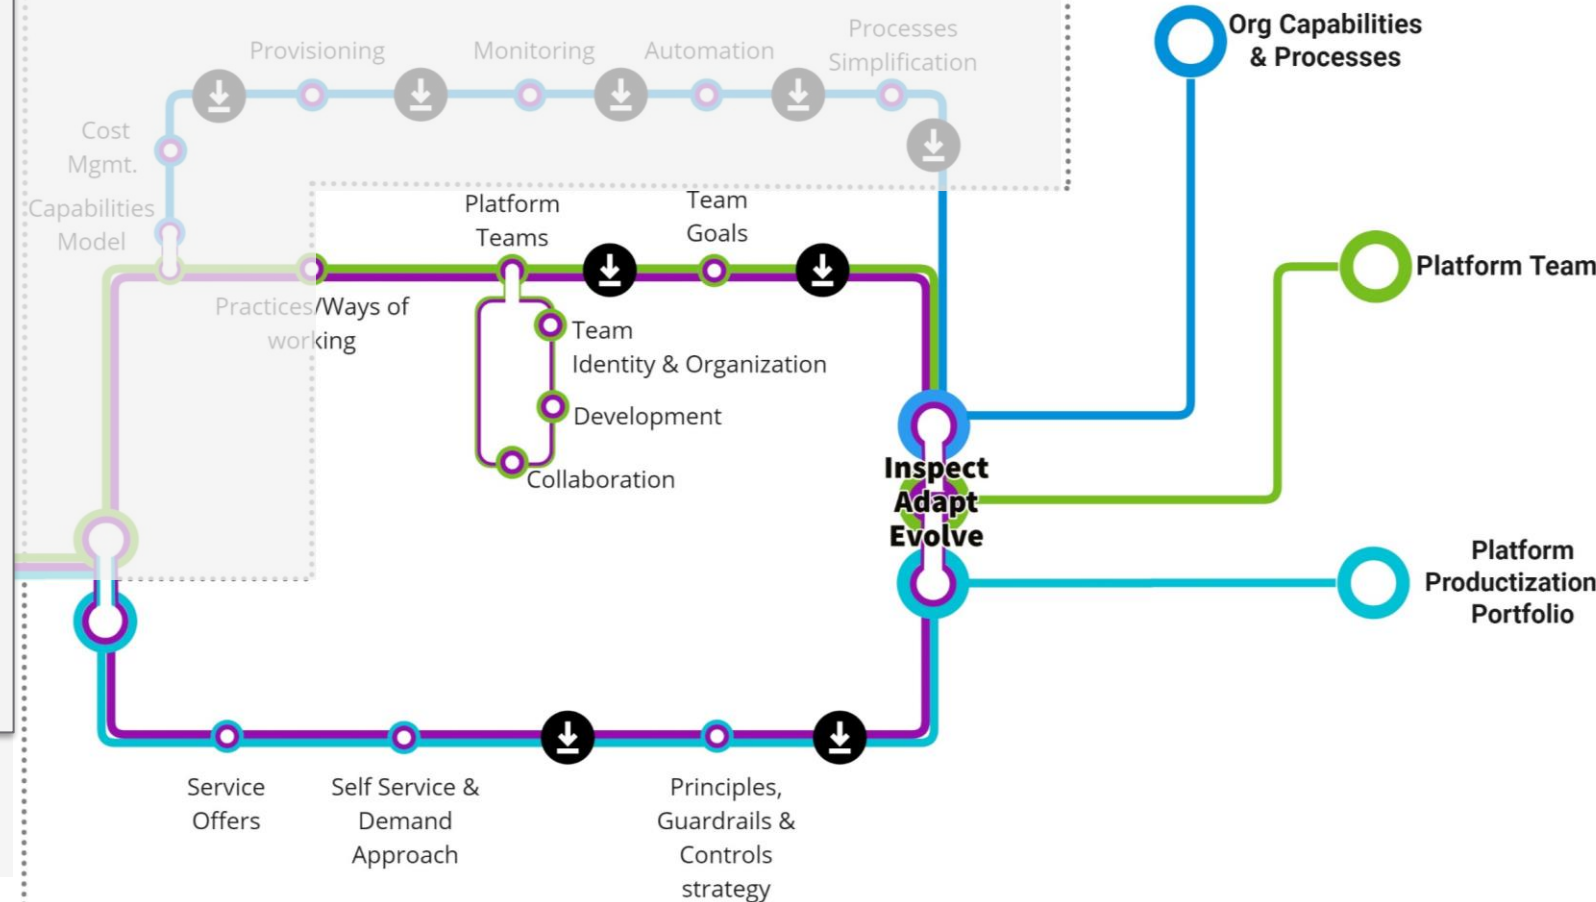 Provisioning
Monitoring
Automation
Processes
Simplification
Org Capabilities
& Processes
Cost
Mgmt.
Capabilities
Model
Platform
Teams
Team
Goals
Platform Team
Practices/Ways of
working
Team
Identity & Organization
Development
Collaboration
Inspect
Adapt
Evolve
Platform
Productization
Portfolio
Service
Offers
Self Service &
Demand
Approach
Principles,
Guardrails &
Controls
strategy